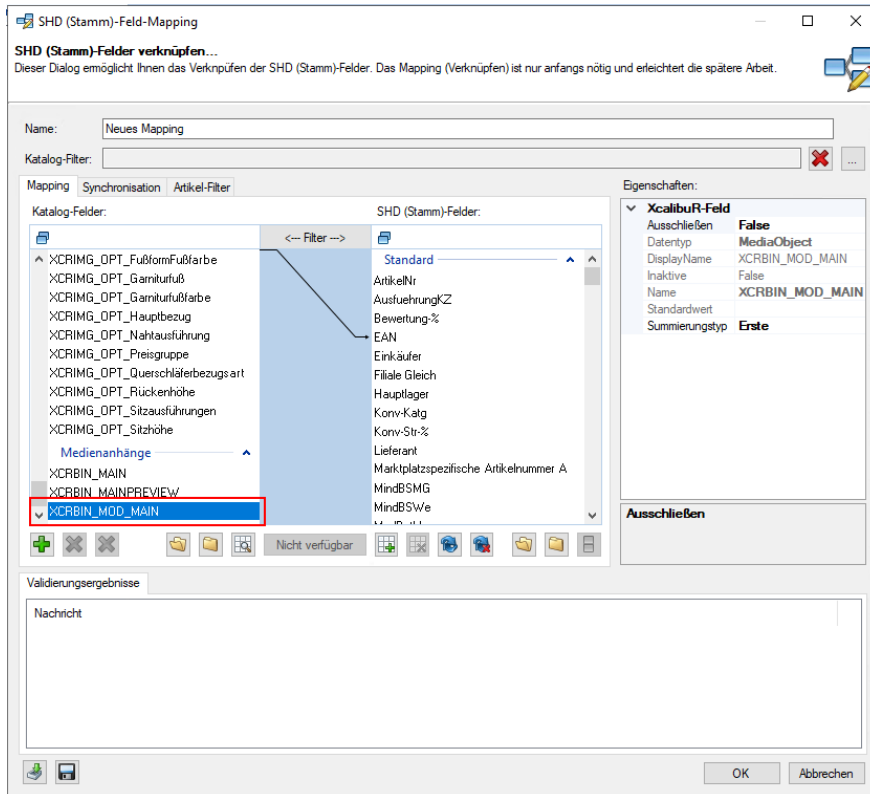 SHD (Stamm)-Feld-Mapping
SHD (Stamm)-Felder verknüpfen...
Dieser Dialog ermöglicht Ihnen das Verknpüfen der SHD (Stamm)-Felder. Das Mapping (Verknüpfen) ist nur anfangs nötig und erleichtert die spätere Arbeit.
Name:
Neues Mapping
Katalog-Filter:
...
Mapping
Synchronisation
Artikel-Filter
Katalog-Felder:
SHD (Stamm)-Felder:
<--- Filter --->
XCRIMG_OPT_FußformFußfarbe
XCRIMG_OPT_Garniturfuß
XCRIMG_OPT_Garniturfußfarbe
XCRIMG_OPT_Hauptbezug
XCRIMG_OPT_Nahtausführung
XCRIMG_OPT_Preisgruppe
XCRIMG_OPT_Querschläferbezugsart
XCRIMG_OPT_Rückenhöhe
XCRIMG_OPT_Sitzausführungen
XCRIMG_OPT_Sitzhöhe
Medienanhänge
XCRBIN_MAIN
XCRBIN_MAINPREVIEW
XCRBIN_MOD_MAIN
Standard
ArtikelNr
AusfuehrungKZ
Bewertung-%
EAN
Einkäufer
Filiale Gleich
Hauptlager
Konv-Katg
Konv-Str-%
Lieferant
Marktplatzspezifische Artikelnummer A
MindBSMG
MindBSWe
Nicht verfügbar
Eigenschaften:
XcalibuR-Feld
Ausschließen False
Datentyp MediaObject
DisplayName XCRBIN_MOD_MAIN
Inaktive False
Name XCRBIN_MOD_MAIN
Standardwert
Summierungstyp Erste
Ausschließen
Validierungsergebnisse
Nachricht
OK
Abbrechen